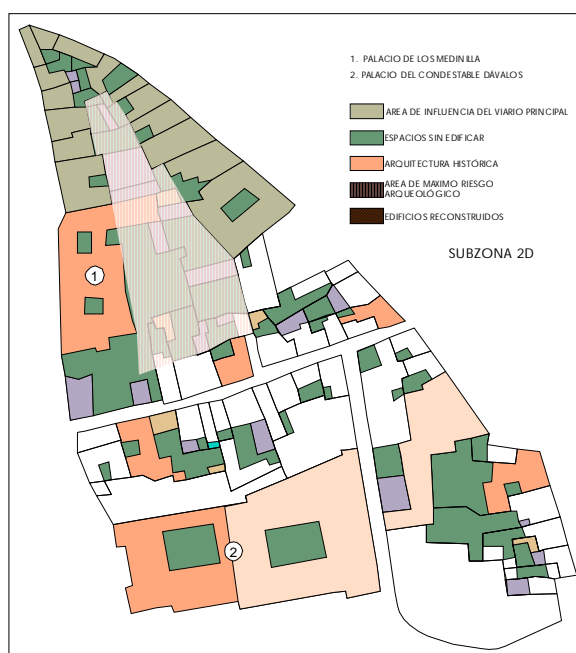 1. PALACIO DE LOS MEDINILLA
2. PALACIO DEL CONDESTABLE DÁVALOS
AREA DE INFLUENCIA DEL VIARIO PRINCIPAL
ESPACIOS SIN EDIFICAR
ARQUITECTURA HISTÓRICA
AREA DE MAXIMO RIESGO
ARQUEOLÓGICO
EDIFICIOS RECONSTRUIDOS
SUBZONA 2D
1
2